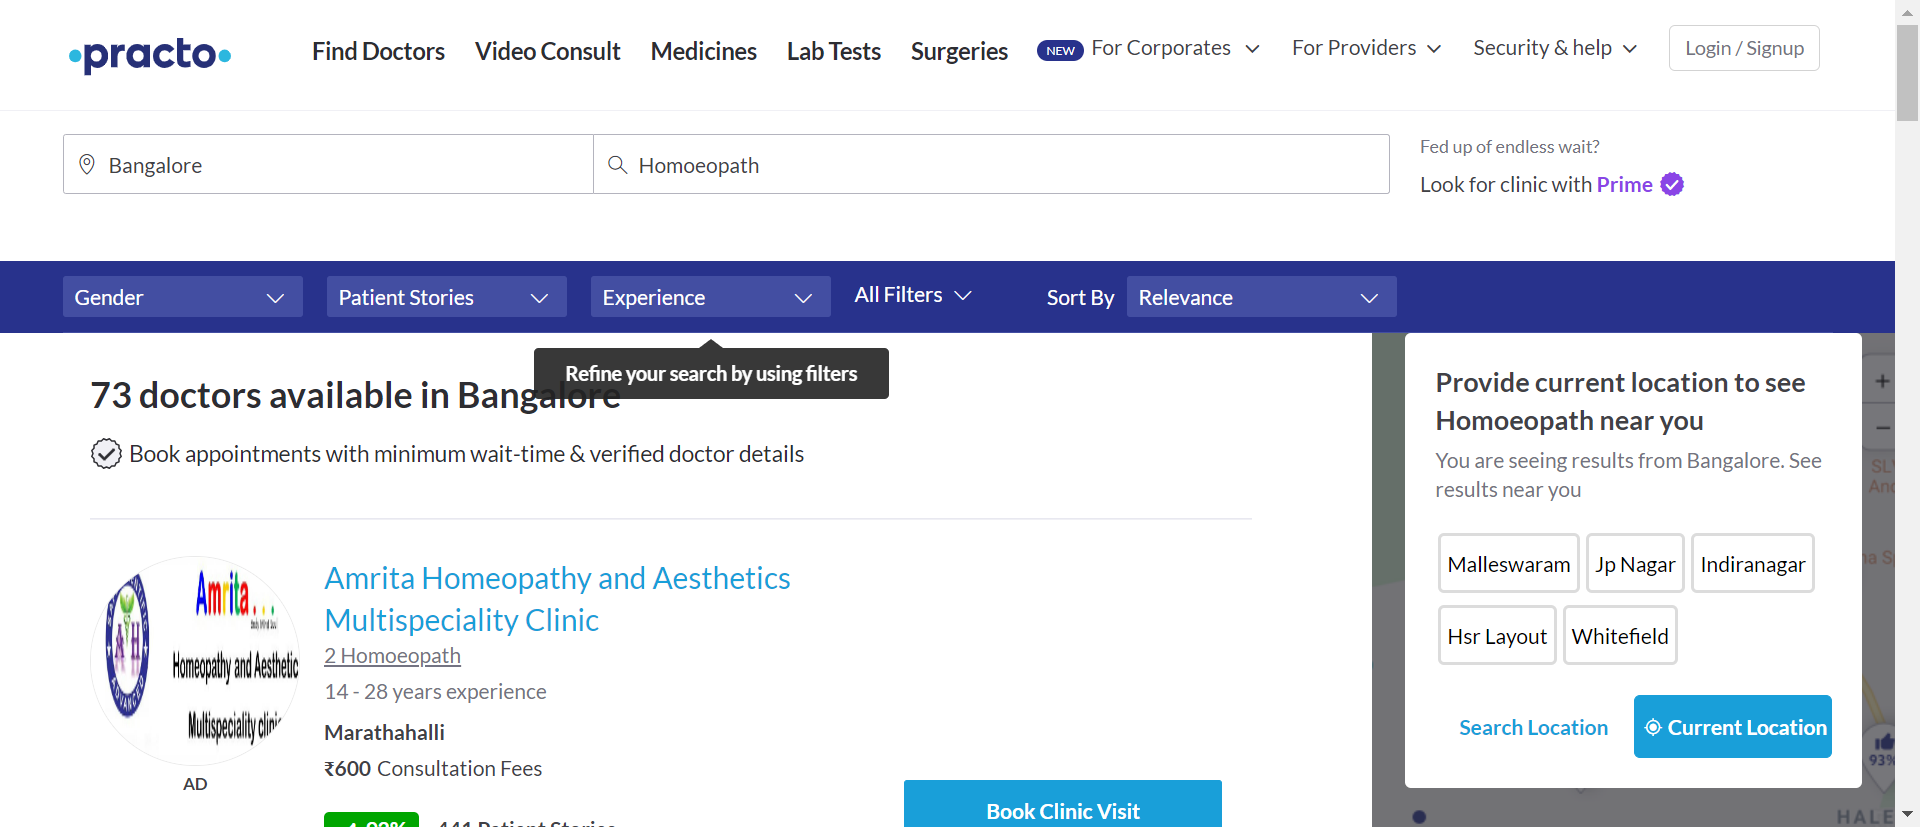 practo
Find Doctors
Video Consult
Medicines
Lab Tests
Surgeries
NEW
For Corporates
For Providers
Security & help
Login / Signup
Bangalore
Homoeopath
Fed up of endless wait?
Look for clinic with Prime
Gender
Patient Stories
Experience
All Filters
Sort By
Relevance
Refine your search by using filters
73 doctors available in Bangalore
Book appointments with minimum wait-time & verified doctor details
Amrita Homeopathy and Aesthetics
Multispeciality Clinic
2 Homoeopath
14 - 28 years experience
Marathahalli
₹600 Consultation Fees
441 Patient Stories
Amrita
Homeopathy and Aesthetic
Multispeciality clinic
AD
Book Clinic Visit
Provide current location to see
Homoeopath near you
You are seeing results from Bangalore. See
results near you
Malleswaram
Jp Nagar
Indiranagar
Hsr Layout
Whitefield
Search Location
Current Location
93%
HALE